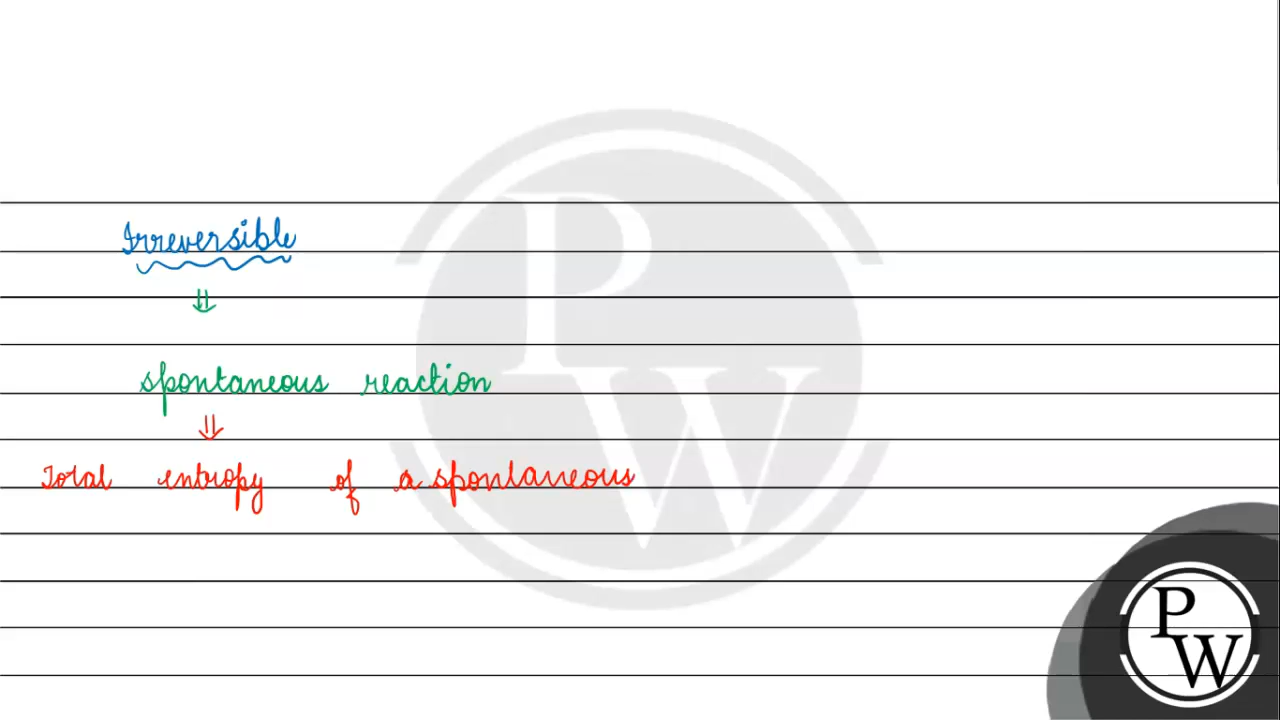 Irreversible
⇓
spontaneous reaction
⇓
Total entropy of a spontaneous
P
W
P
W